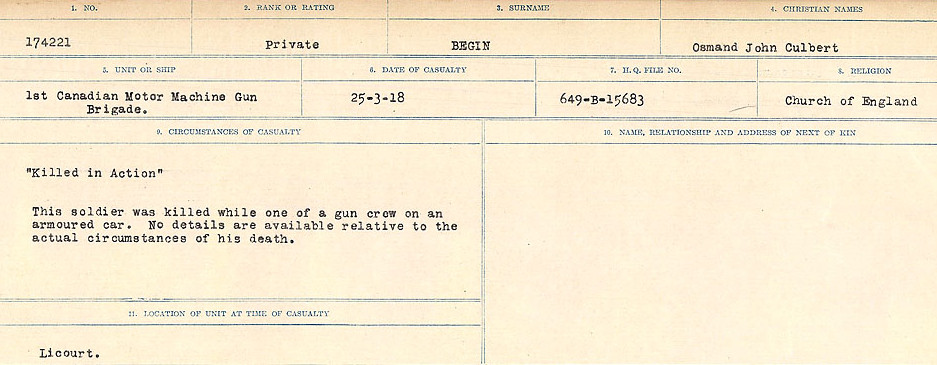 1. NO.
2. RANK OR RATING
3. SURNAME
4. CHRISTIAN NAMES
174221
Private
BEGIN
Osmand John Culbert
5. UNIT OR SHIP
6. DATE OF CASUALTY
7. H.Q. FILE NO.
8. RELIGION
1st Canadian Motor Machine Gun
Brigade.
25-3-18
649-B-15683
Church of England
9. CIRCUMSTANCES OF CASUALTY
10. NAME, RELATIONSHIP AND ADDRESS OF NEXT OF KIN
"Killed in Action"
This soldier was killed while one of a gun crew on an
armoured car. No details are available relative to the
actual circumstances of his death.
11. LOCATION OF UNIT AT TIME OF CASUALTY
Licourt.